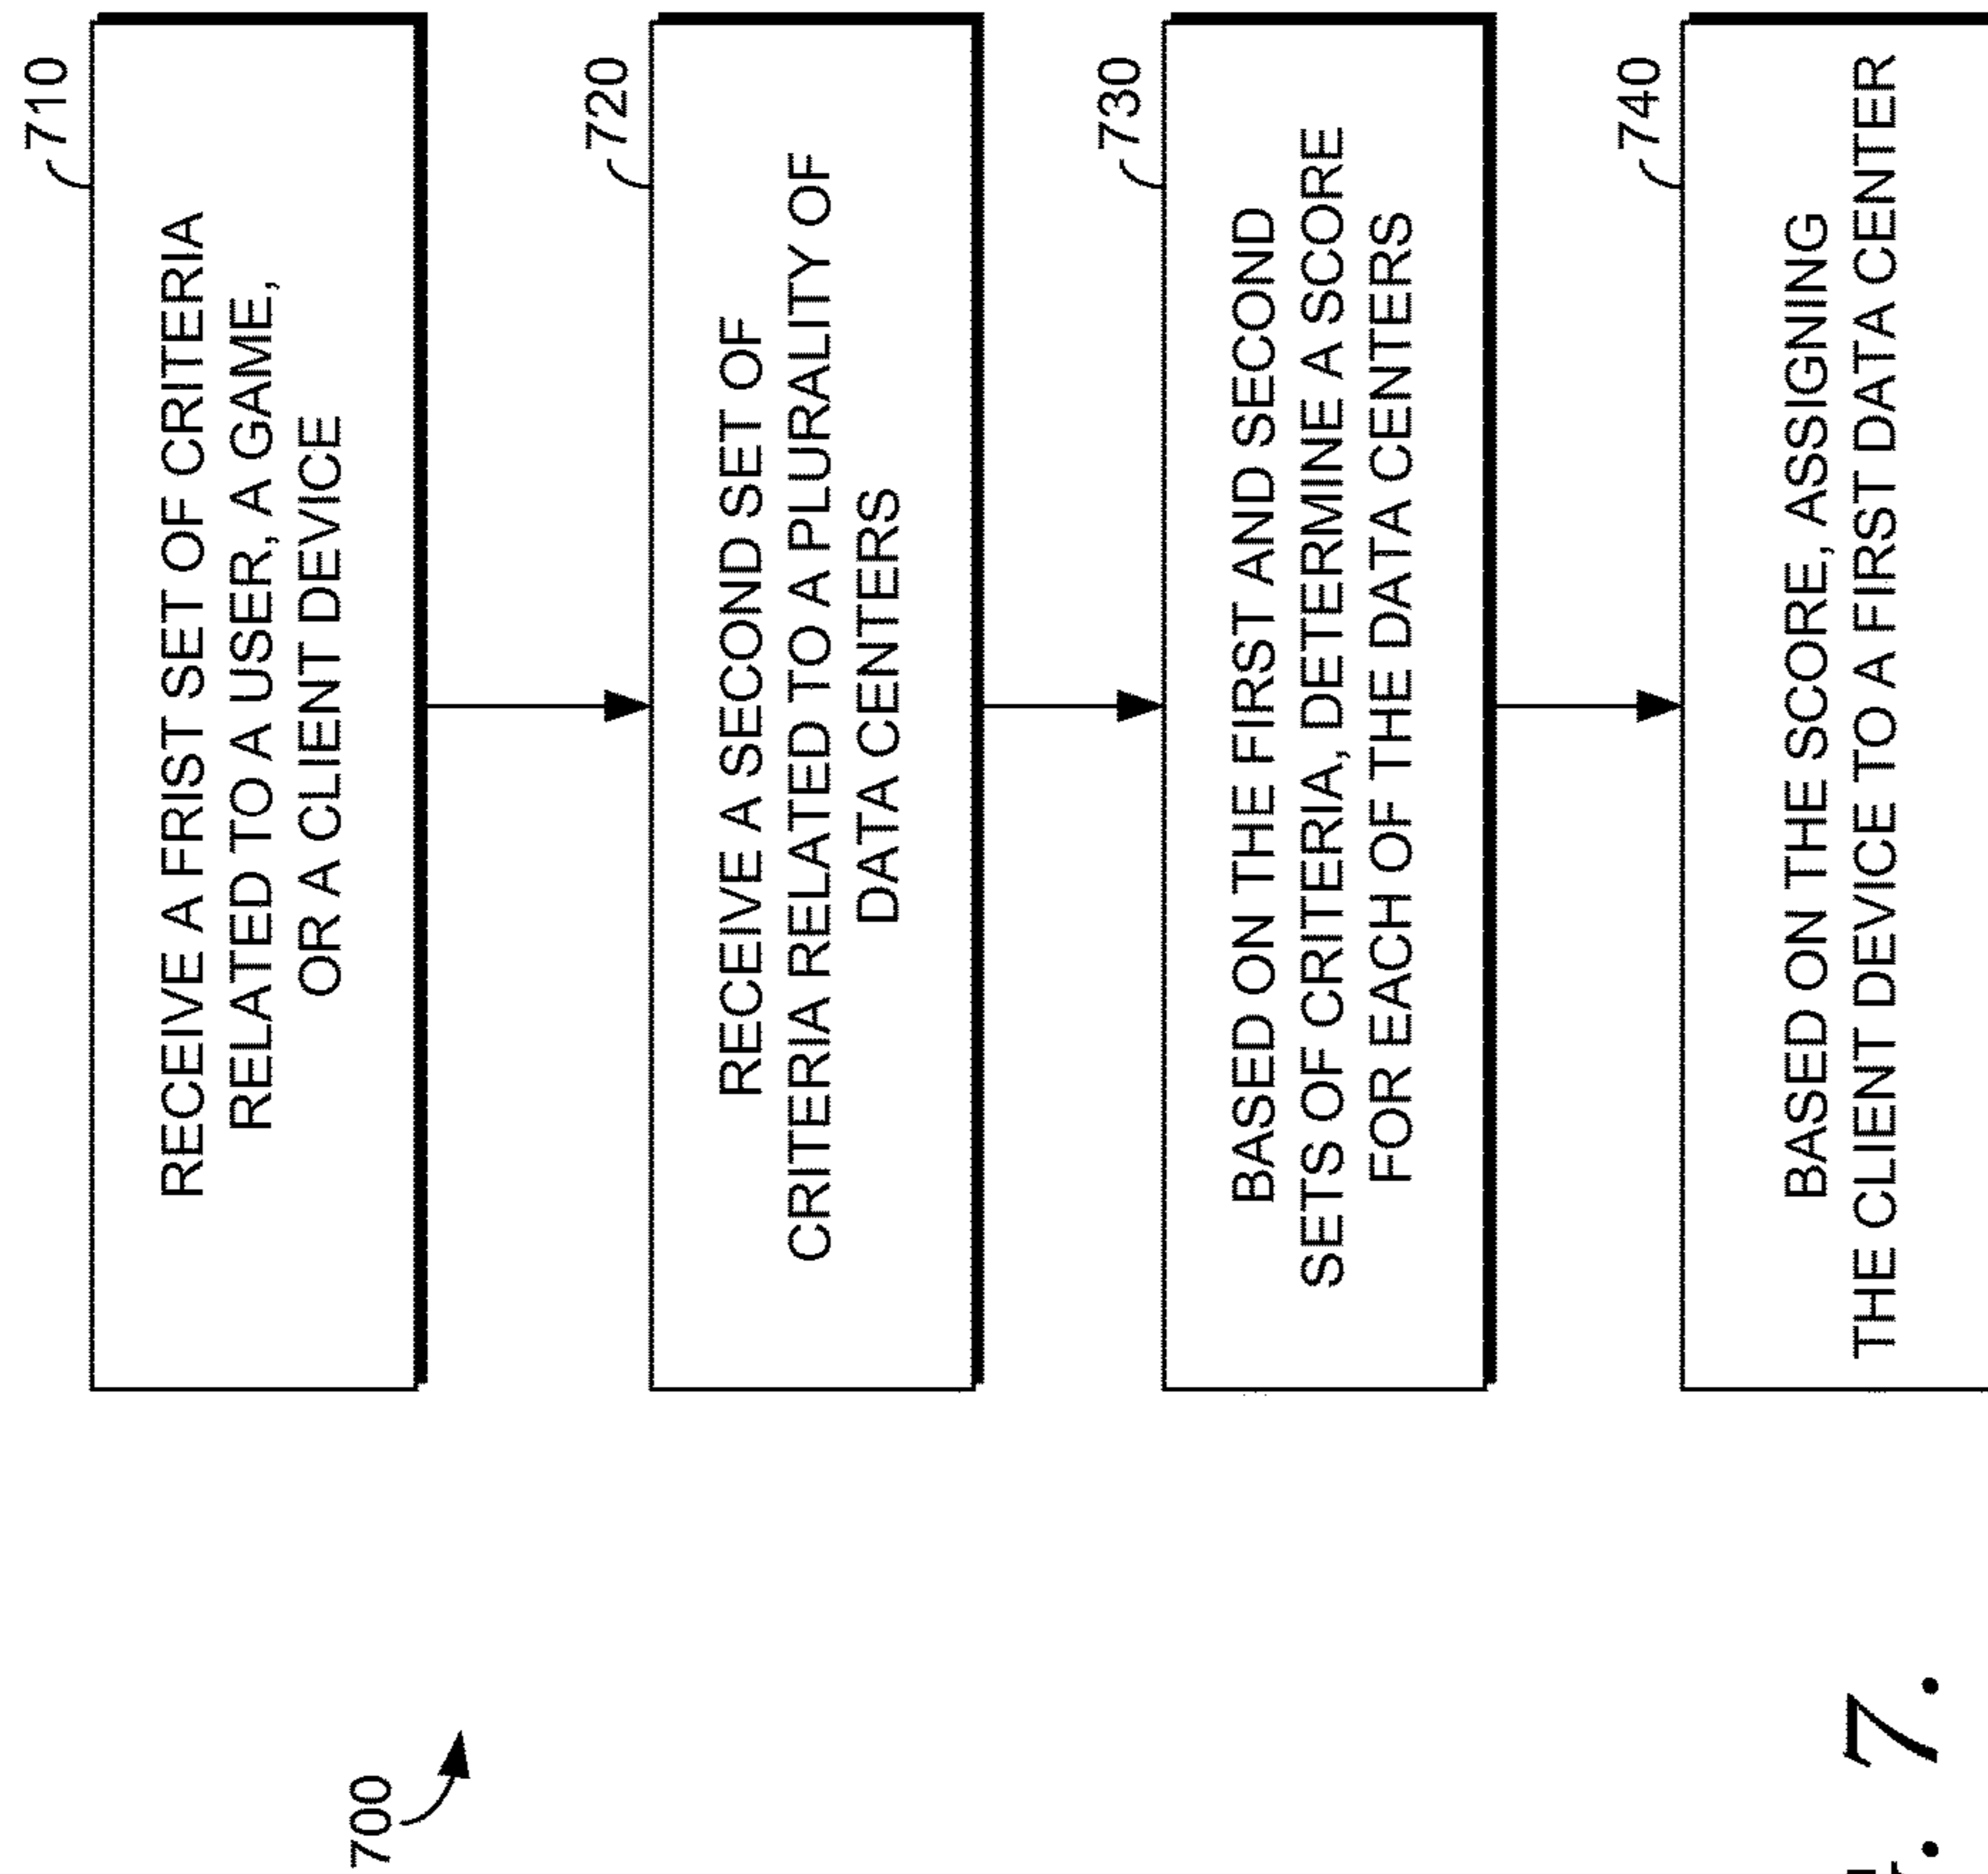 700
710
RECEIVE A FRIST SET OF CRITERIA
RELATED TO A USER, A GAME,
OR A CLIENT DEVICE
720
RECEIVE A SECOND SET OF
CRITERIA RELATED TO A PLURALITY OF
DATA CENTERS
730
BASED ON THE FIRST AND SECOND
SETS OF CRITERIA, DETERMINE A SCORE
FOR EACH OF THE DATA CENTERS
740
BASED ON THE SCORE, ASSIGNING
THE CLIENT DEVICE TO A FIRST DATA CENTER
7.